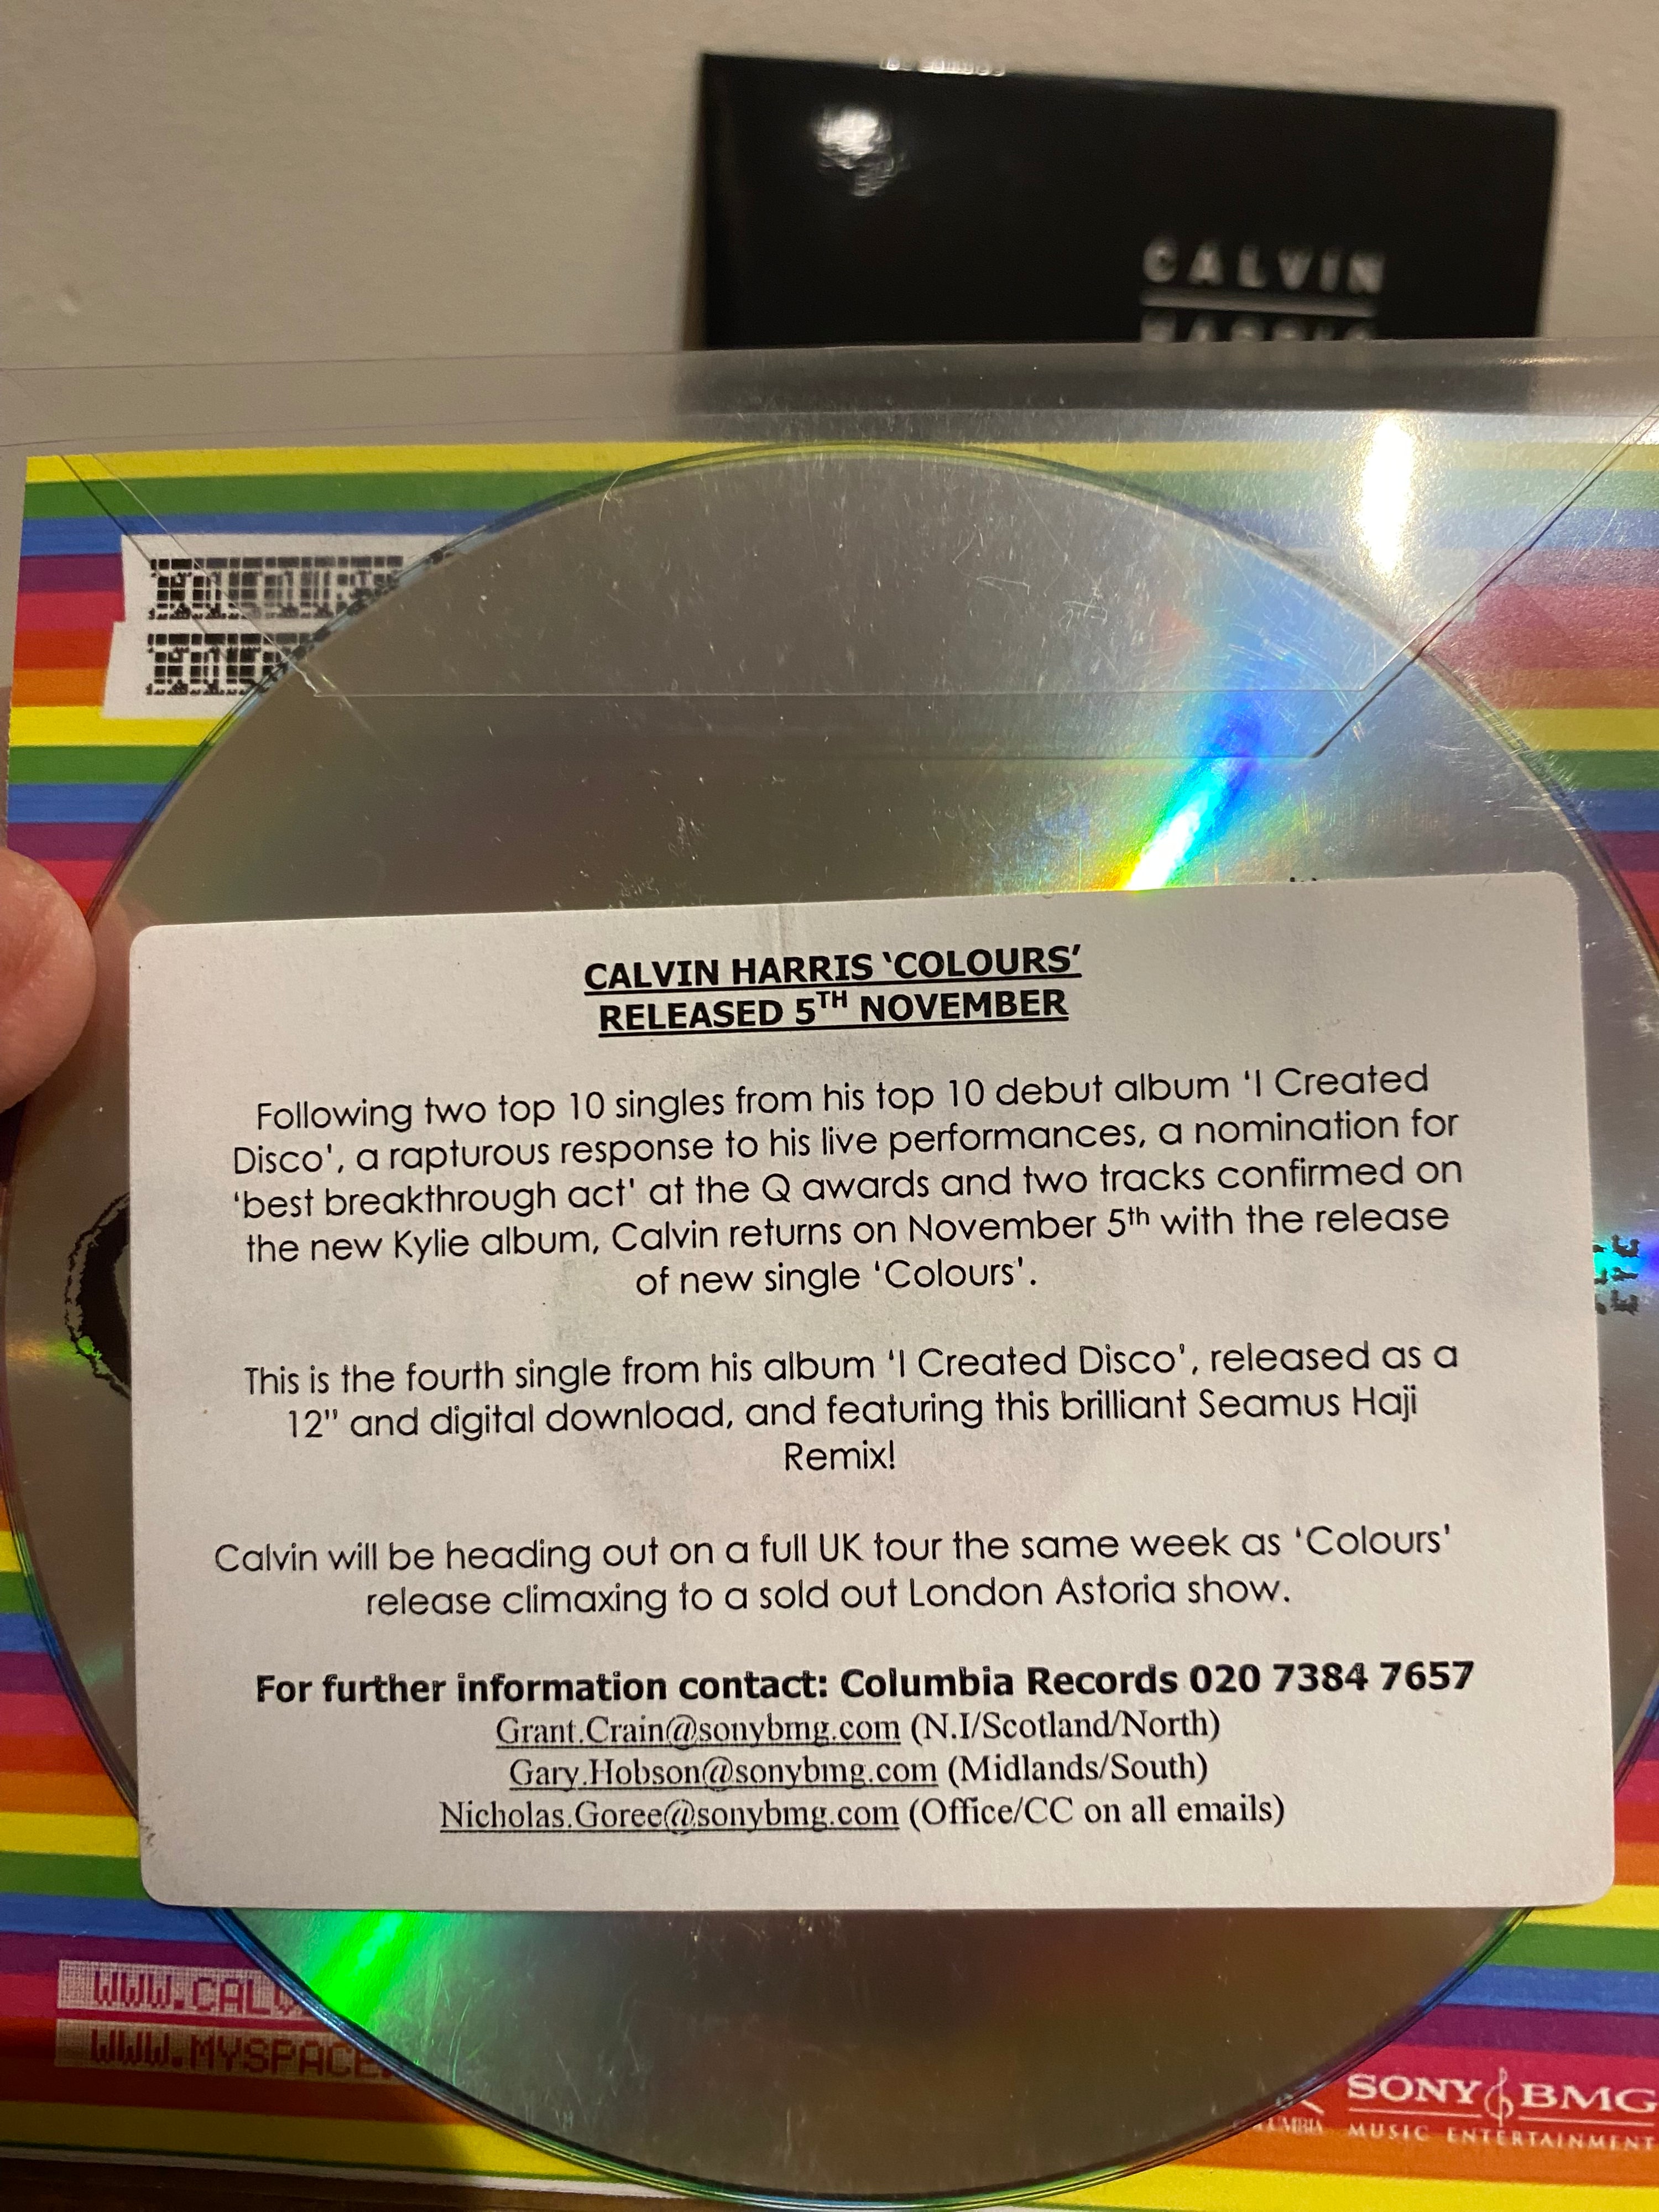 CALVIN
HARRIS
CALVIN HARRIS ‘COLOURS’
RELEASED 5TH NOVEMBER
Following two top 10 singles from his top 10 debut album ‘I Created
Disco’, a rapturous response to his live performances, a nomination for
‘best breakthrough act’ at the Q awards and two tracks confirmed on
the new Kylie album, Calvin returns on November 5th with the release
of new single ‘Colours’.
This is the fourth single from his album ‘I Created Disco’, released as a
12” and digital download, and featuring this brilliant Seamus Haji
Remix!
Calvin will be heading out on a full UK tour the same week as ‘Colours’
release climaxing to a sold out London Astoria show.
For further information contact: Columbia Records 020 7384 7657
Grant.Crain@sonybmg.com (N.I/Scotland/North)
Gary.Hobson@sonybmg.com (Midlands/South)
Nicholas.Goree@sonybmg.com (Office/CC on all emails)
WWW.CALV
WWW.MYSPACE.
SONY BMG
MUSIC ENTERTAINMENT